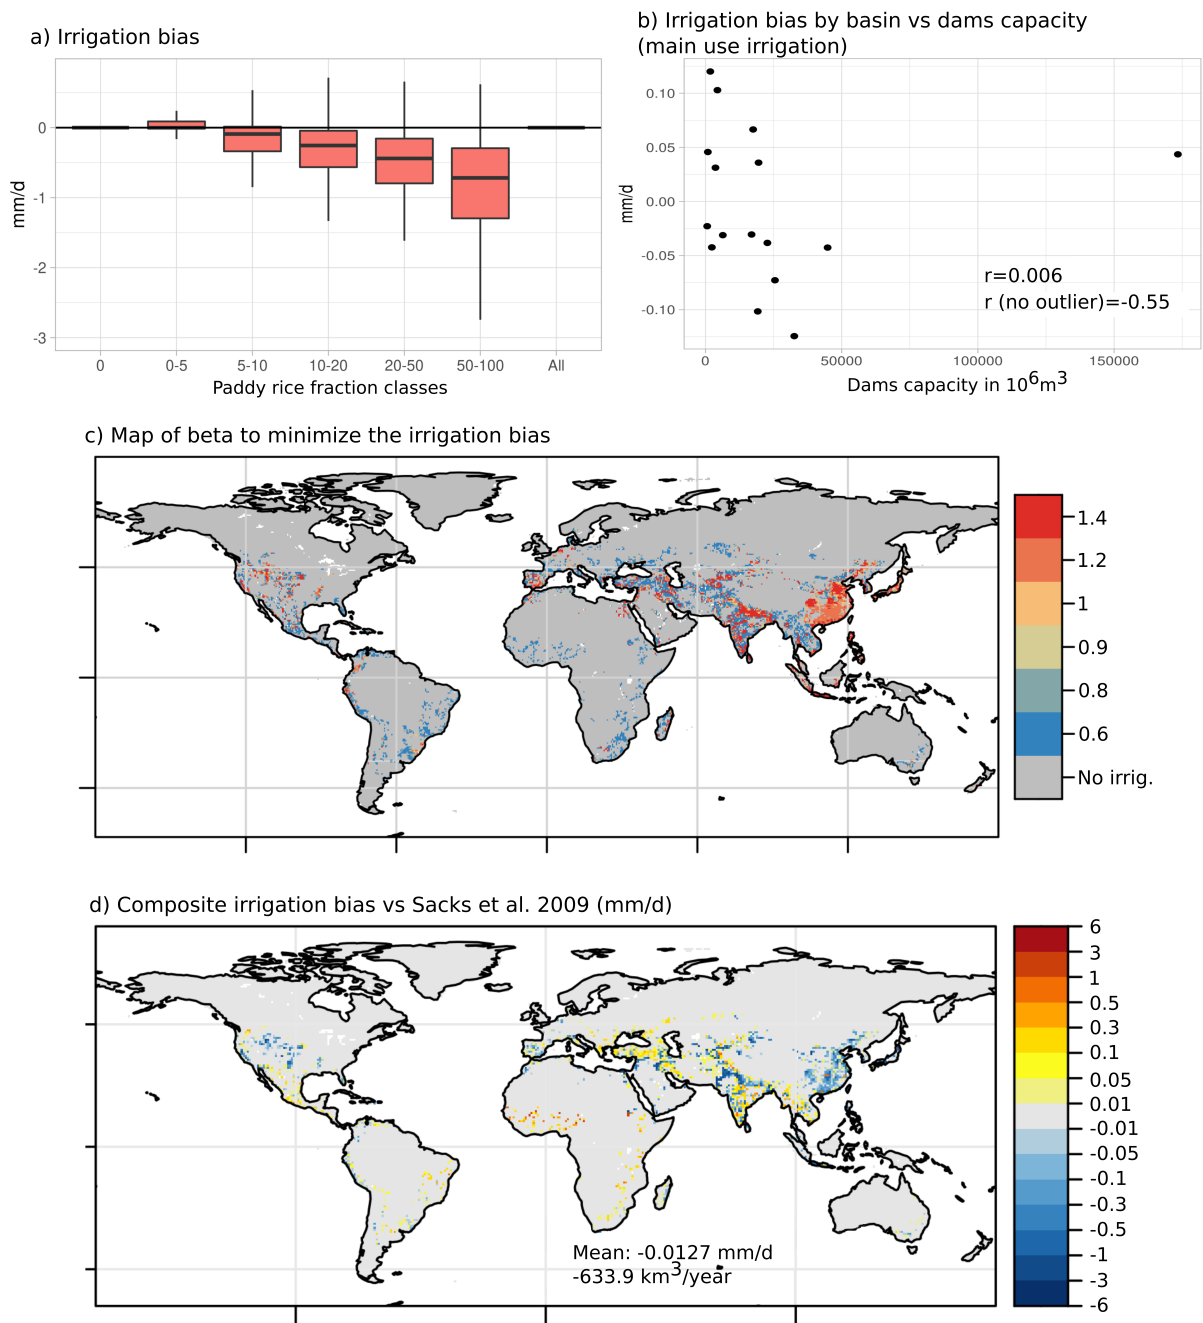 a) Irrigation bias
mm/d
0
-1
-2
-3
0
0-5
5-10
10-20
20-50
50-100
All
Paddy rice fraction classes
b) Irrigation bias by basin vs dams capacity
(main use irrigation)
mm/d
0.10
0.05
0.00
-0.05
-0.10
r=0.006
r (no outlier)=-0.55
0
50000
100000
150000
Dams capacity in 10⁶m³
c) Map of beta to minimize the irrigation bias
1.4
1.2
1
0.9
0.8
0.6
No irrig.
d) Composite irrigation bias vs Sacks et al. 2009 (mm/d)
Mean: -0.0127 mm/d
-633.9 km³/year
6
3
1
0.5
0.3
0.1
0.05
0.01
-0.01
-0.05
-0.1
-0.3
-0.5
-1
-3
-6